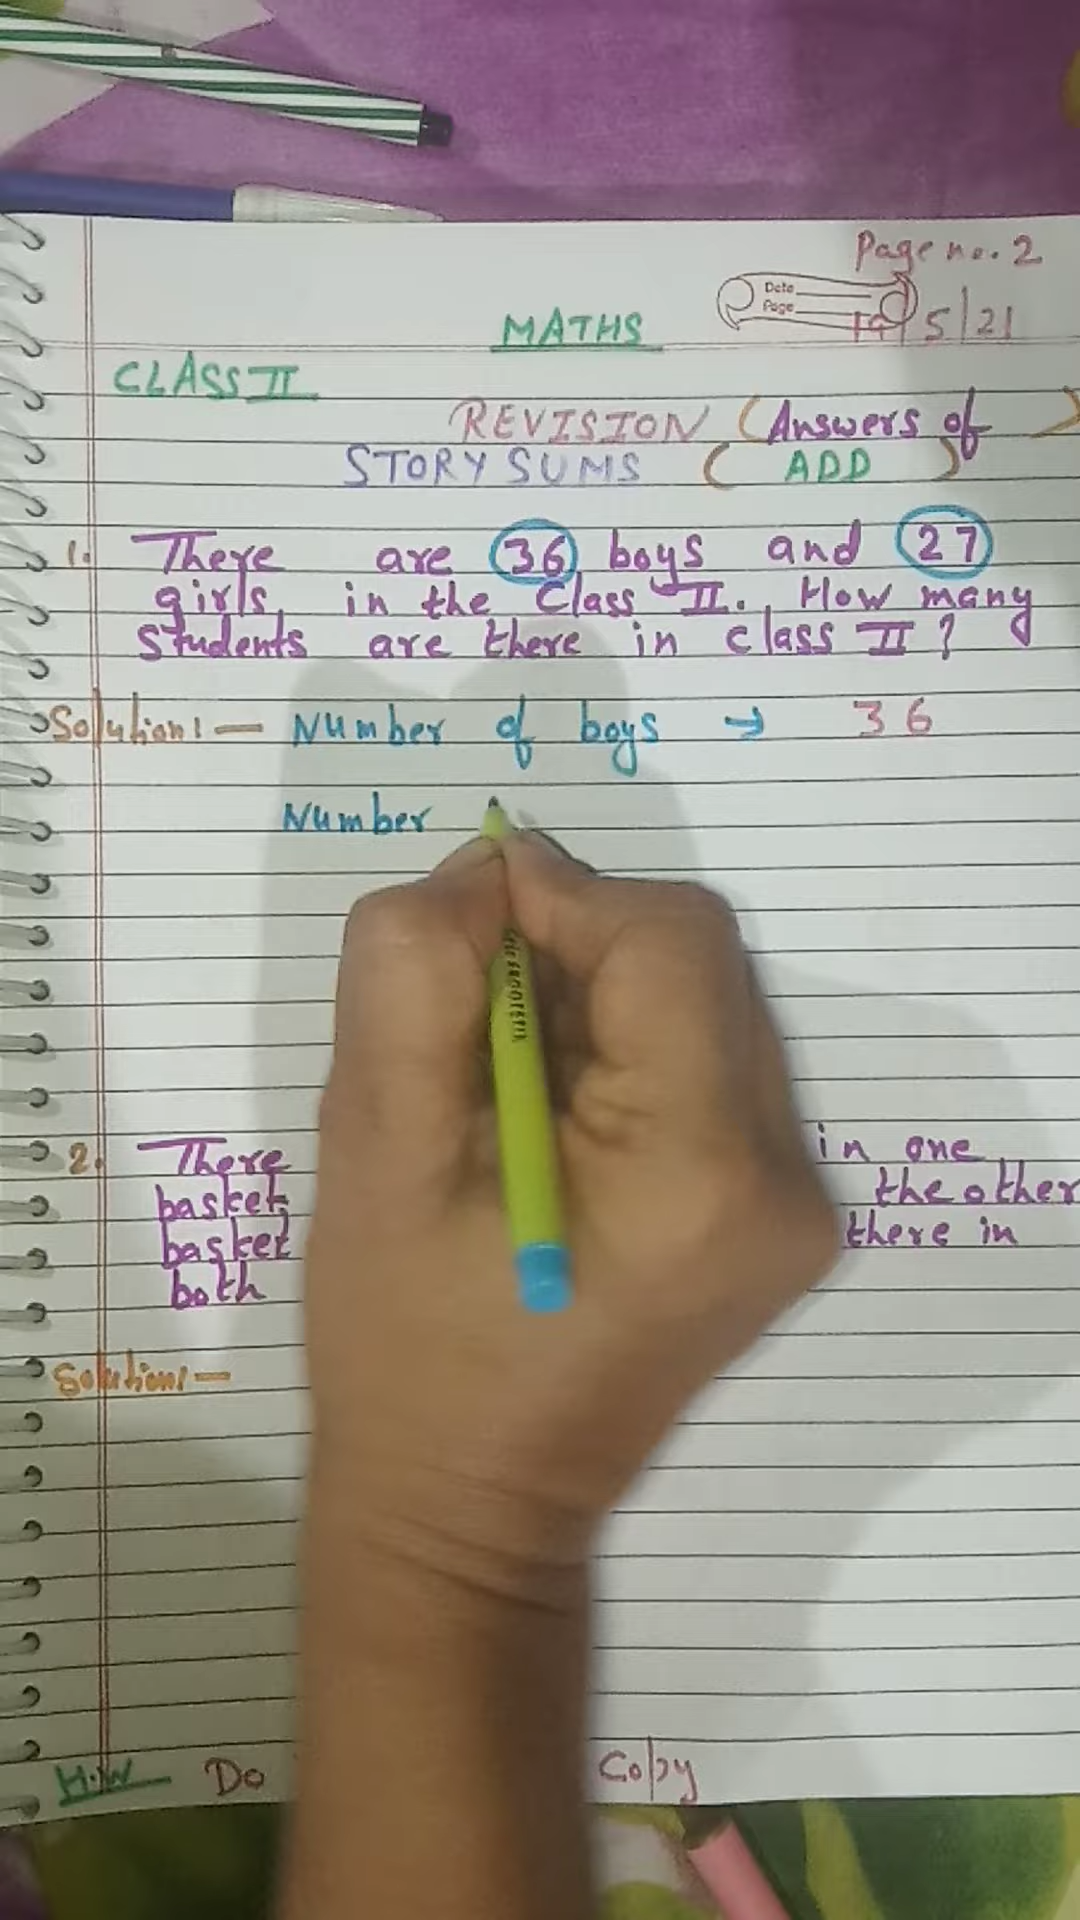 Page no. 2
Date
Page
19/5/21
MATHS
CLASS II
REVISION (Answers of)
STORY SUMS ( ADD )
1. There are 36 boys and 27
girls in the Class II. How many
students are there in class II?
Solution:— Number of boys → 36
Number
2. There in one
basket the other
basket there in
both
Solution:—
H.W Do Copy